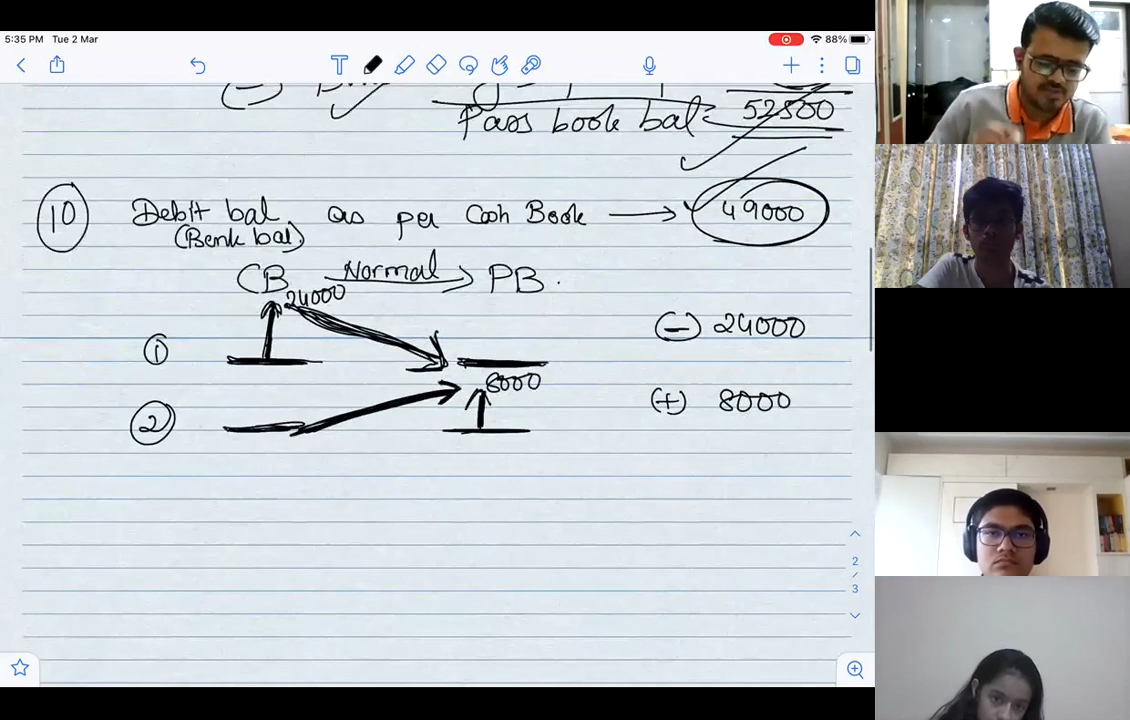 5:35 PM Tue 2 Mar 88%
T
(-)
Pass book bal: 52500
10 Debit bal as per Cash Book → 49000
(Bank bal)
CB Normal PB.
24000
1 (-) 24000
8000
2 (+) 8000
2
/
3